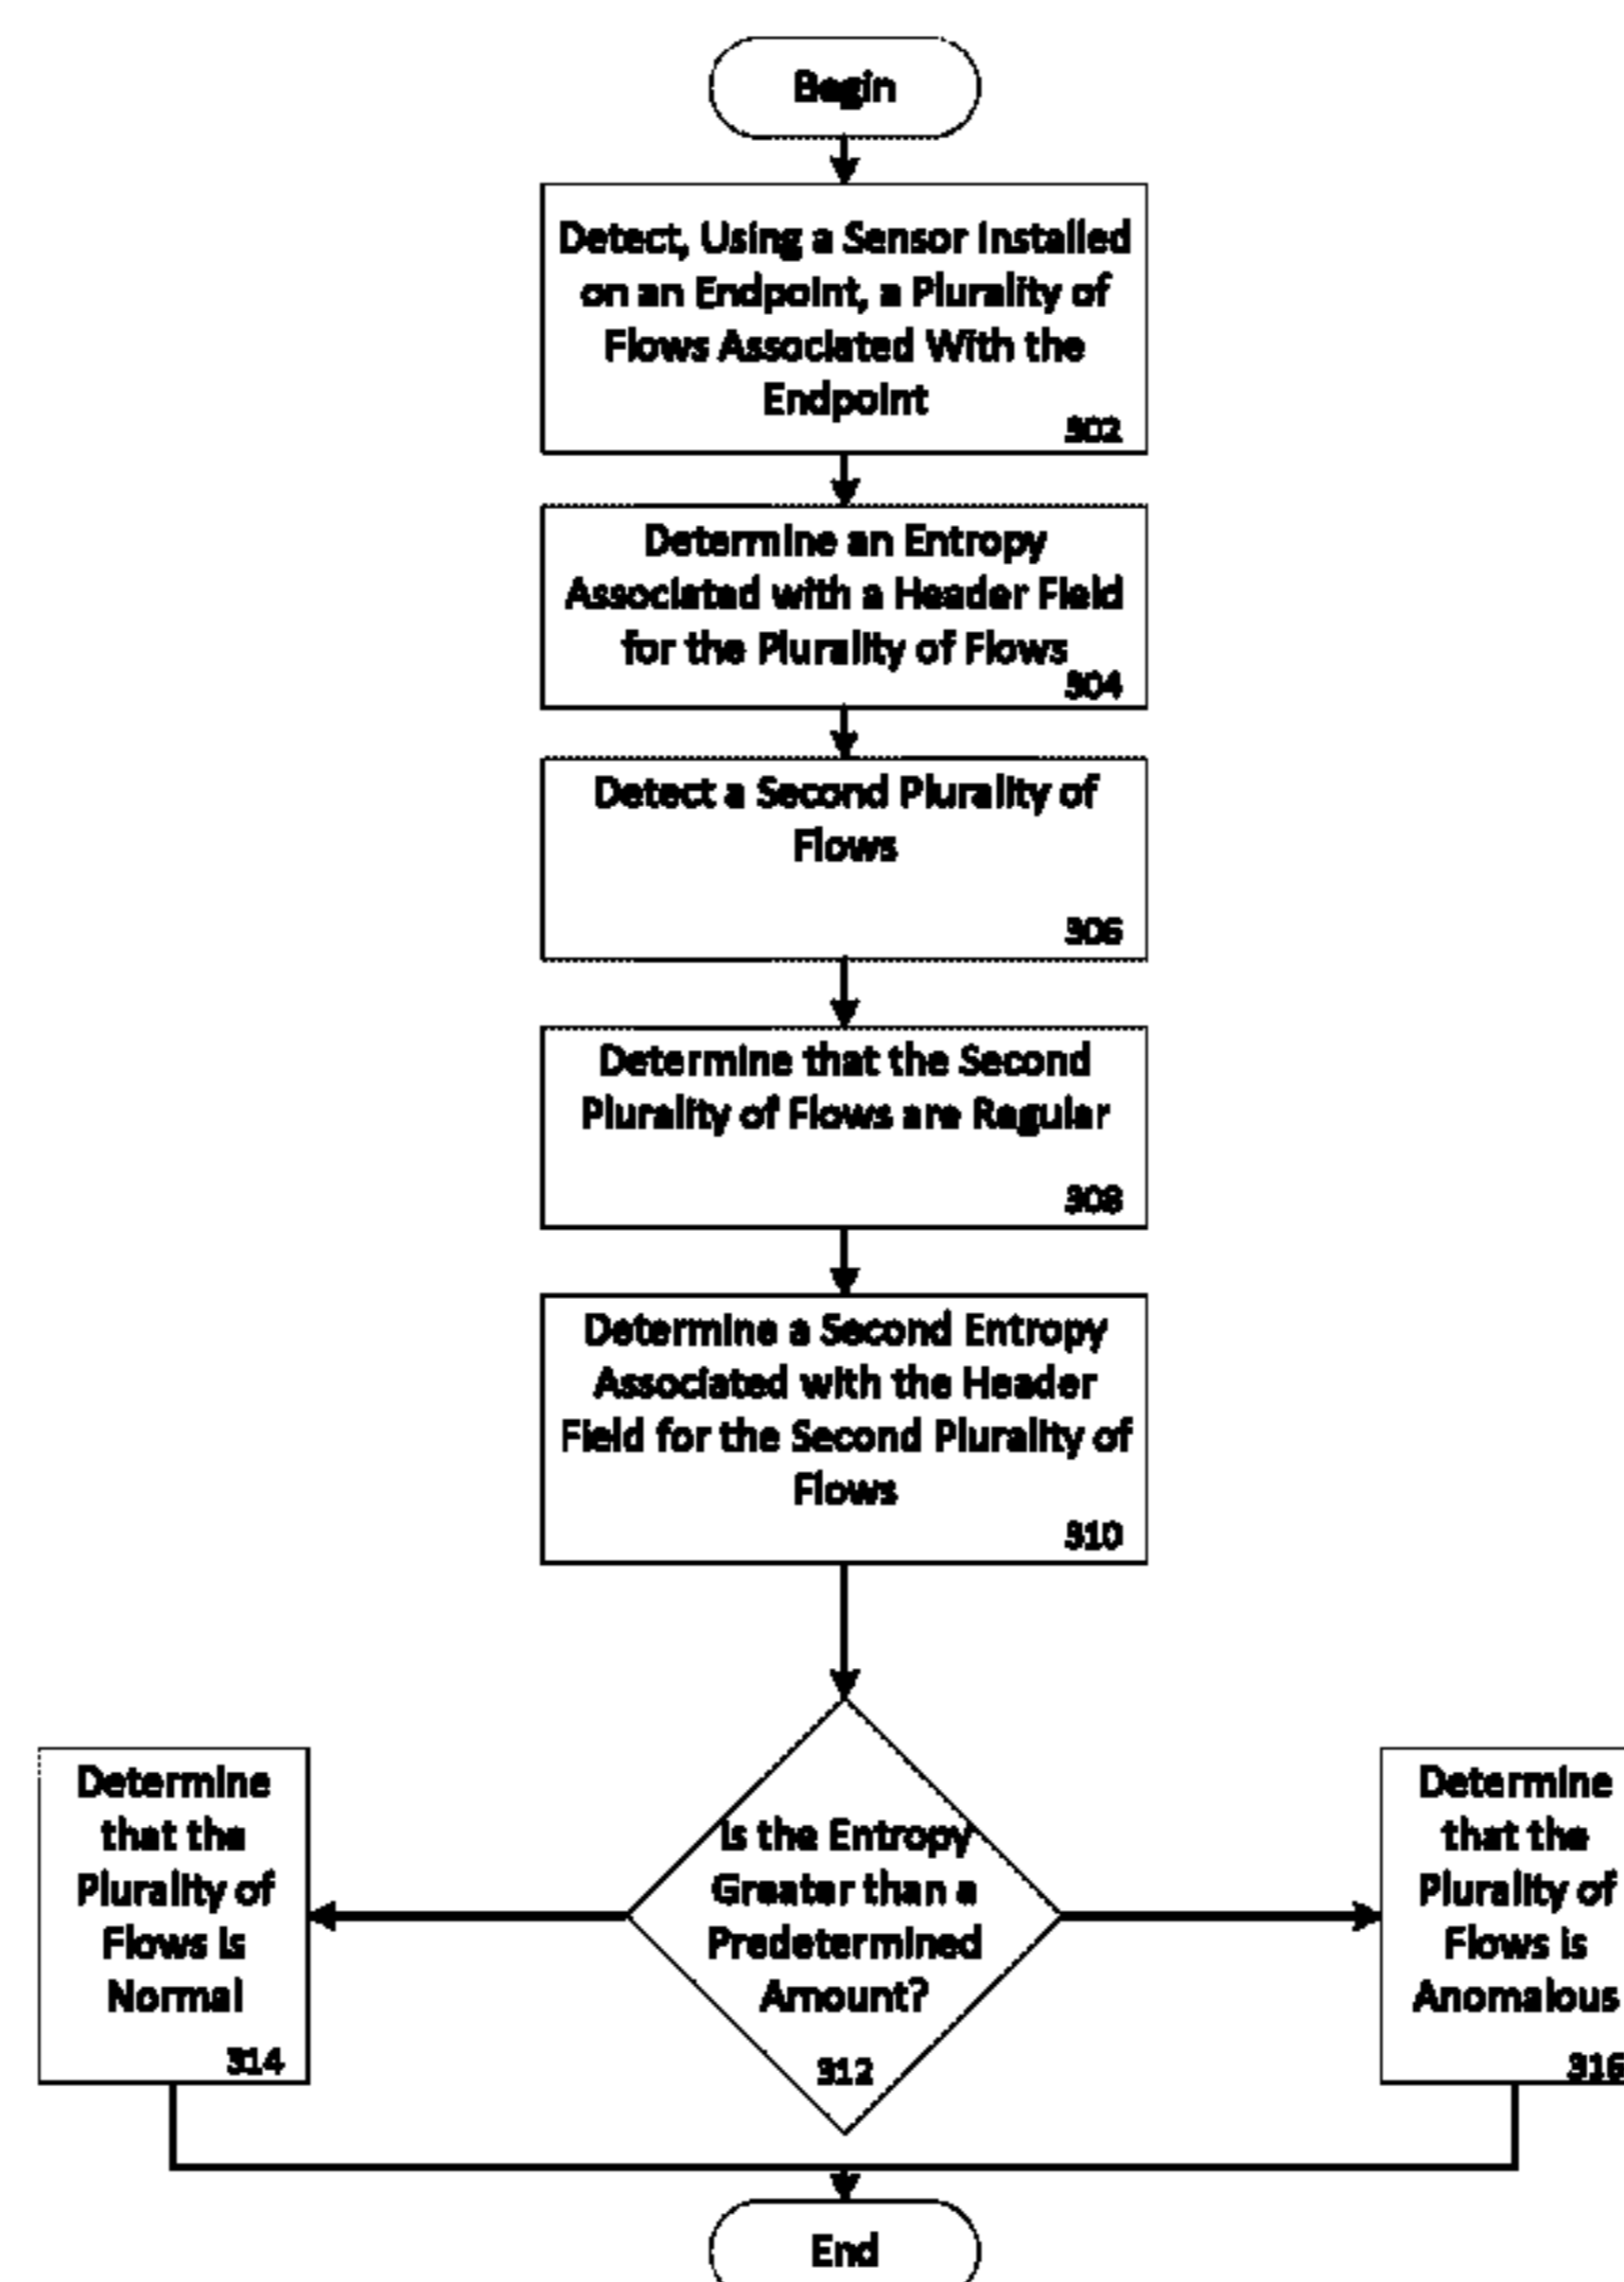 Begin
Detect, Using a Sensor Installed
on an Endpoint, a Plurality of
Flows Associated With the
Endpoint
302
Determine an Entropy
Associated with a Header Field
for the Plurality of Flows
304
Detect a Second Plurality of
Flows
306
Determine that the Second
Plurality of Flows are Regular
308
Determine a Second Entropy
Associated with the Header
Field for the Second Plurality of
Flows
310
Determine
that the
Plurality of
Flows is
Normal
314
Is the Entropy
Greater than a
Predetermined
Amount?
312
Determine
that the
Plurality of
Flows is
Anomalous
316
End